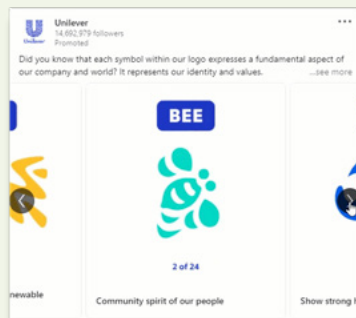 Unilever
Unilever
14,692,979 followers
Promoted
Did you know that each symbol within our logo expresses a fundamental aspect of
our company and world? It represents our identity and values.
...see more
BEE
2 of 24
newable
Community spirit of our people
Show strong